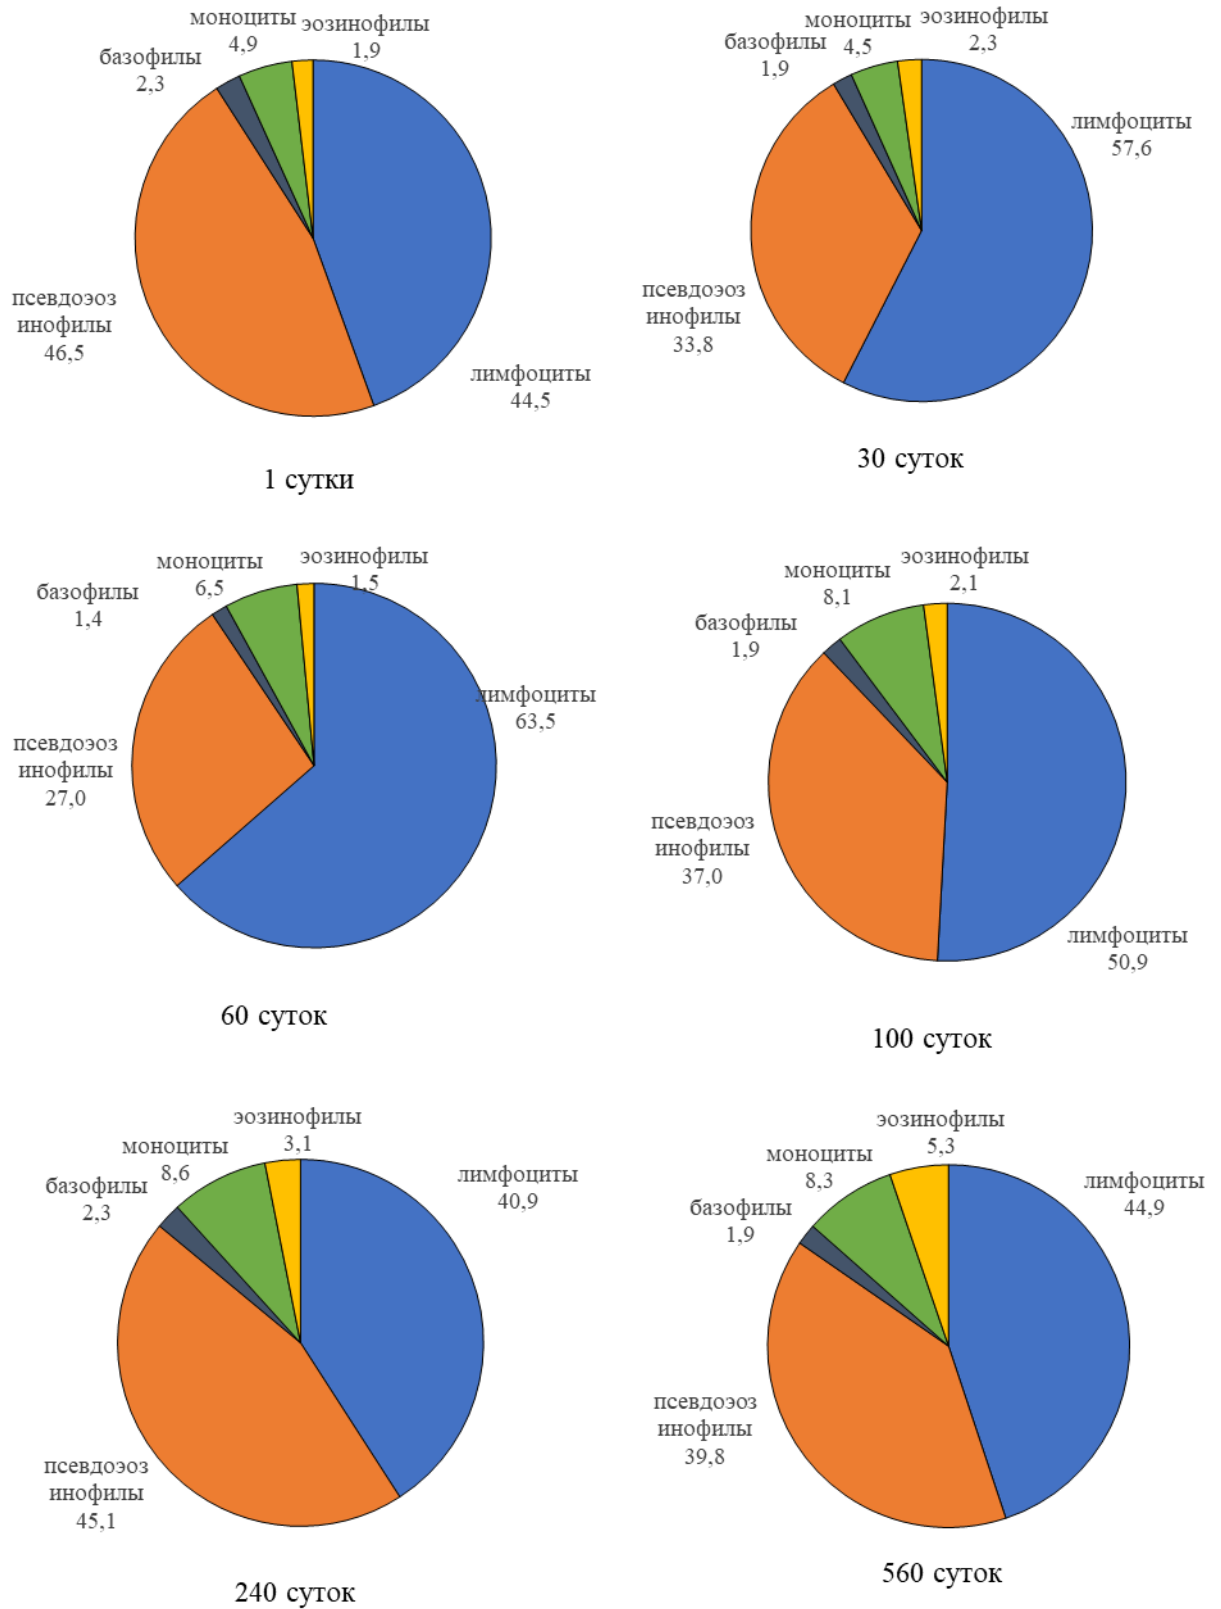 моноциты
4,9
эозинофилы
1,9
базофилы
2,3
псевдоэоз
инофилы
46,5
лимфоциты
44,5
1 сутки
моноциты
4,5
эозинофилы
2,3
базофилы
1,9
лимфоциты
57,6
псевдоэоз
инофилы
33,8
30 суток
моноциты
6,5
эозинофилы
1,5
базофилы
1,4
лимфоциты
63,5
псевдоэоз
инофилы
27,0
60 суток
эозинофилы
2,1
моноциты
8,1
базофилы
1,9
псевдоэоз
инофилы
37,0
лимфоциты
50,9
100 суток
эозинофилы
3,1
моноциты
8,6
базофилы
2,3
лимфоциты
40,9
псевдоэоз
инофилы
45,1
240 суток
эозинофилы
5,3
моноциты
8,3
базофилы
1,9
лимфоциты
44,9
псевдоэоз
инофилы
39,8
560 суток